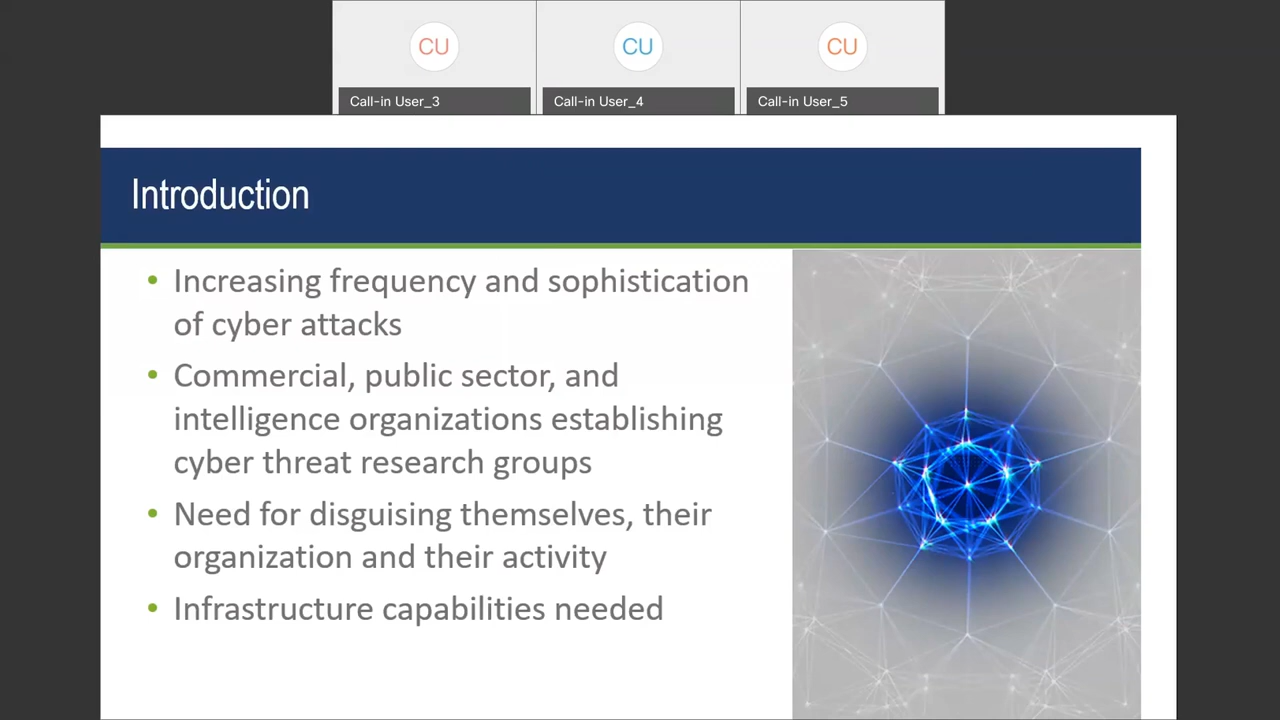 CU CU CU
Call-in User_3 Call-in User_4 Call-in User_5
Introduction
• Increasing frequency and sophistication
of cyber attacks
• Commercial, public sector, and
intelligence organizations establishing
cyber threat research groups
• Need for disguising themselves, their
organization and their activity
• Infrastructure capabilities needed